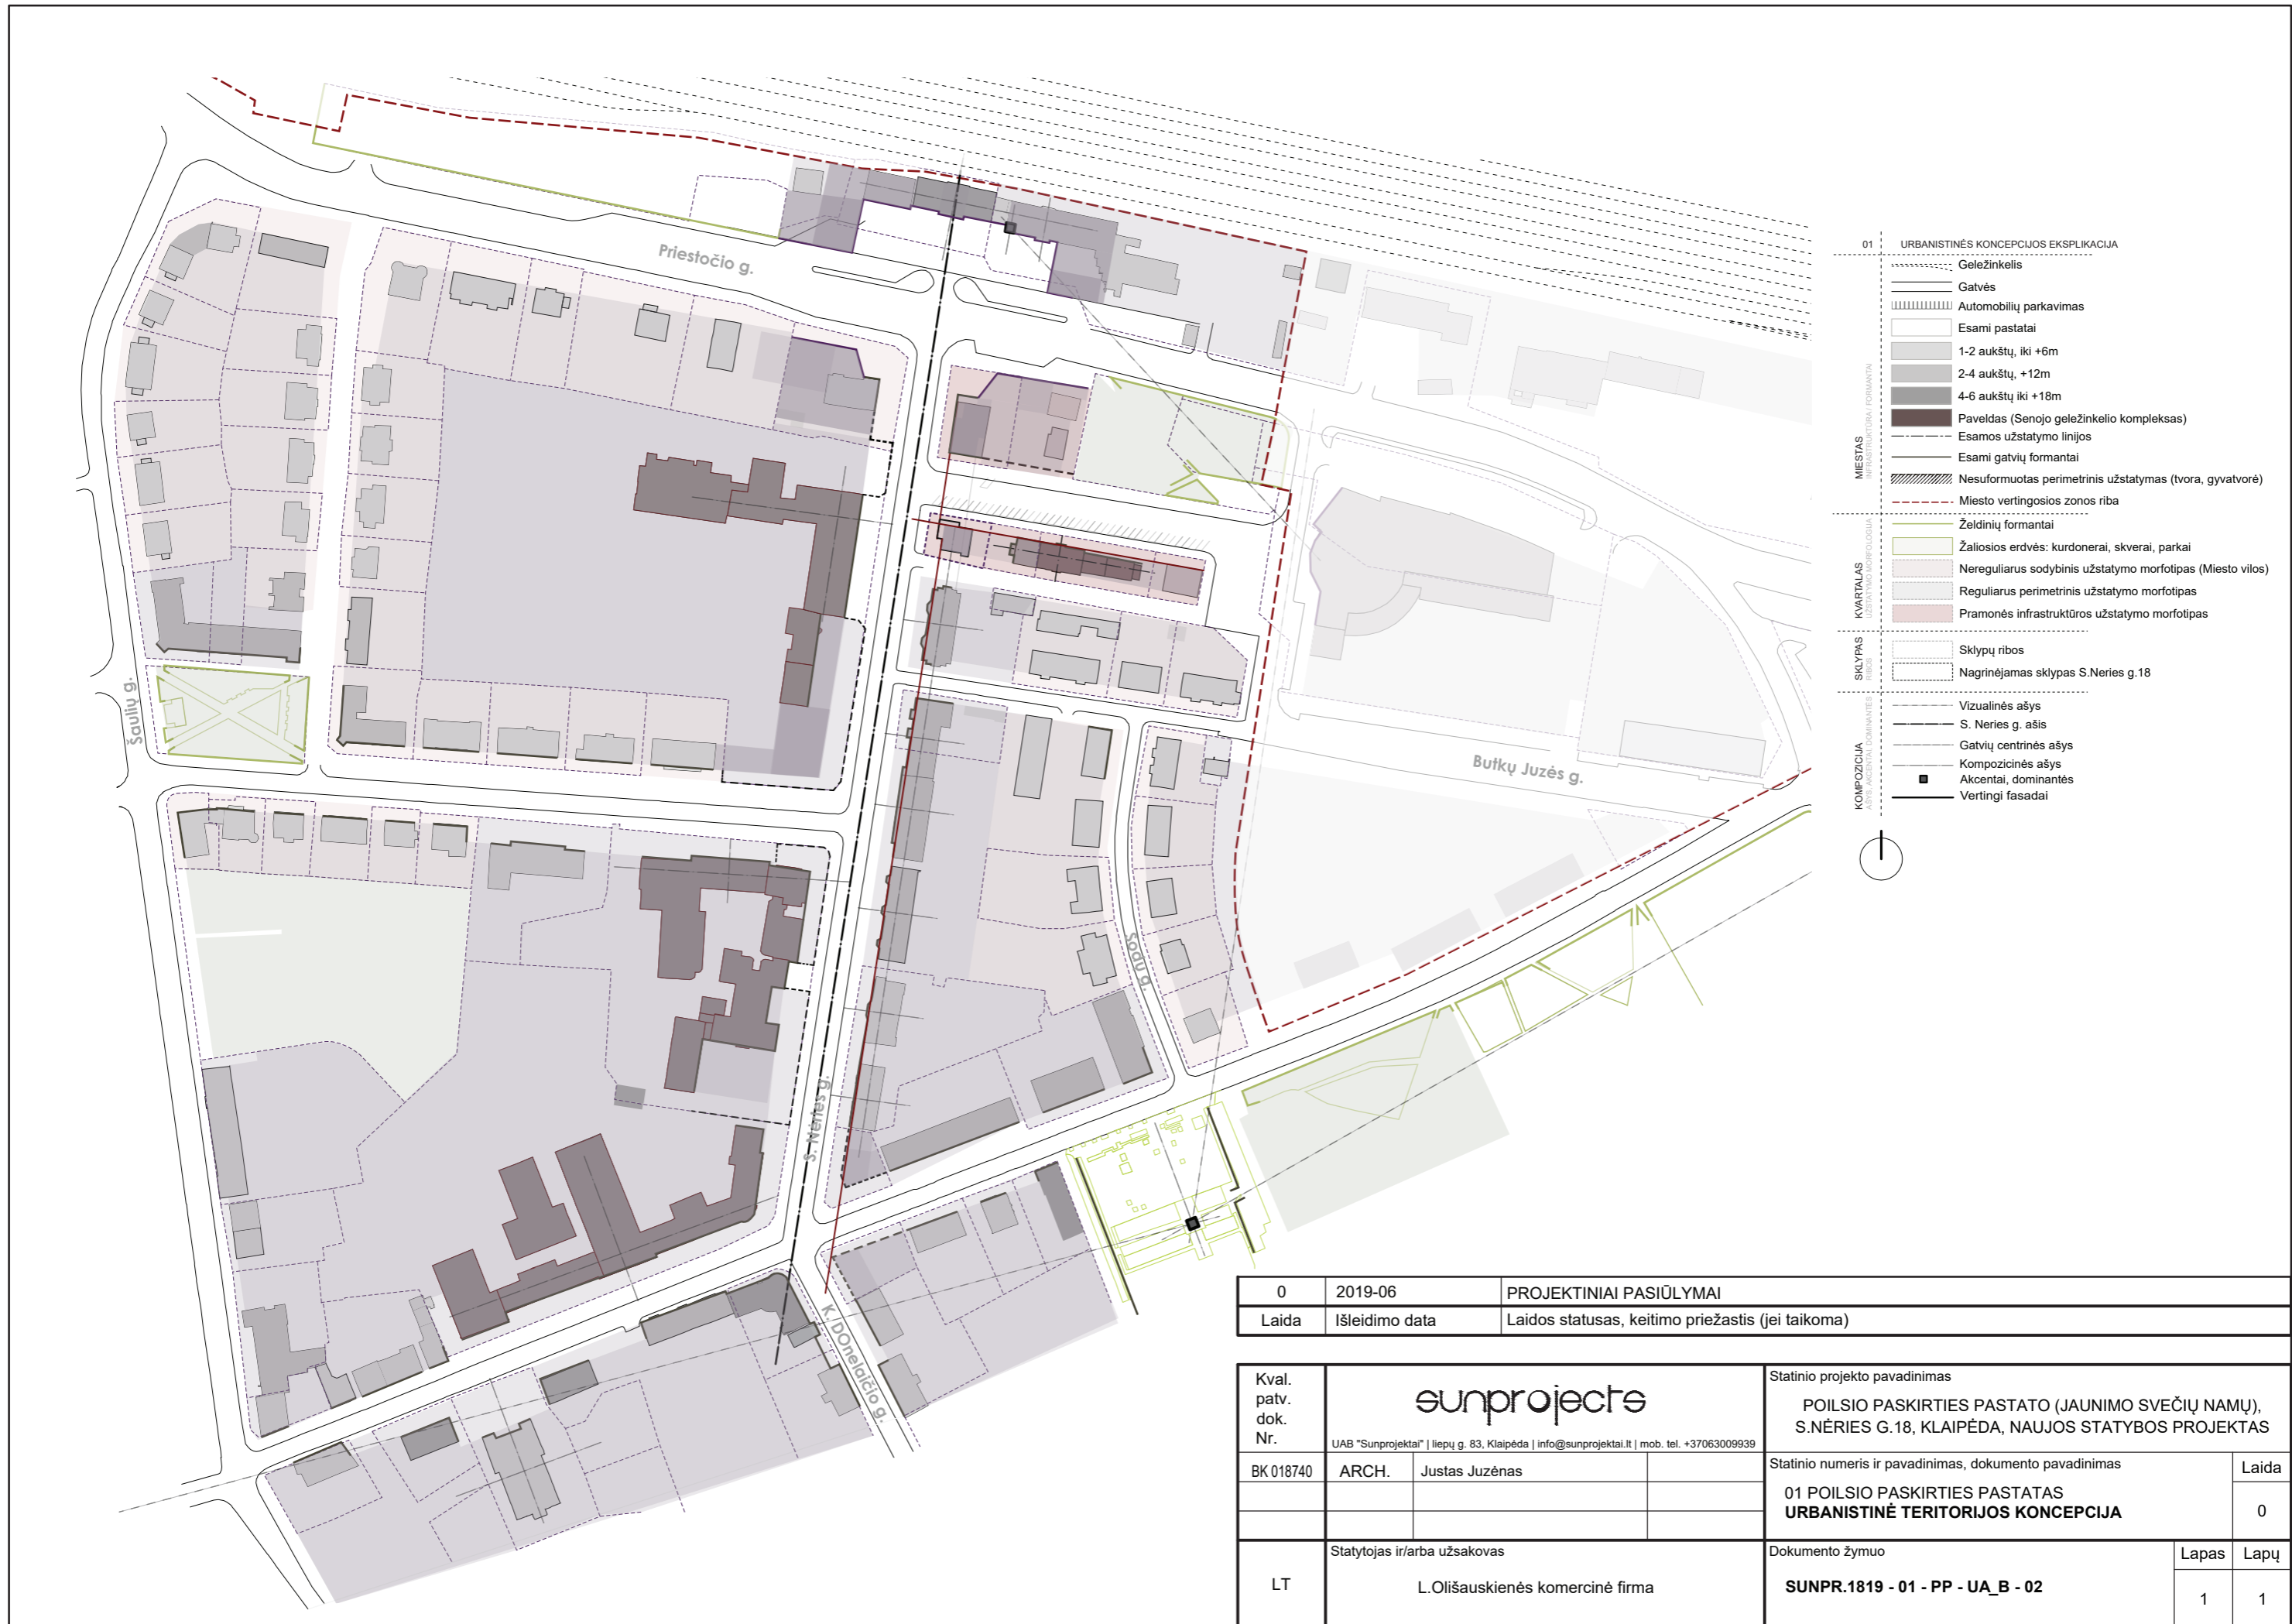 Priestočio g.
Šaulių g.
Butkų Juzės g.
Sodų g.
S. Nėries g.
K. DOnelaičio g.
01 URBANISTINĖS KONCEPCIJOS EKSPLIKACIJA
MIESTAS
INFRASTRUKTŪRA / FORMANTAI
Geležinkelis
Gatvės
Automobilių parkavimas
Esami pastatai
1-2 aukštų, iki +6m
2-4 aukštų, +12m
4-6 aukštų iki +18m
Paveldas (Senojo geležinkelio kompleksas)
Esamos užstatymo linijos
Esami gatvių formantai
Nesuformuotas perimetrinis užstatymas (tvora, gyvatvorė)
Miesto vertingosios zonos riba
KVARTALAS
UŽSTATYMO MORFOLOGIJA
Želdinių formantai
Žaliosios erdvės: kurdonerai, skverai, parkai
Nereguliarus sodybinis užstatymo morfotipas (Miesto vilos)
Reguliarus perimetrinis užstatymo morfotipas
Pramonės infrastruktūros užstatymo morfotipas
SKLYPAS
RIBOS
Sklypų ribos
Nagrinėjamas sklypas S.Neries g.18
KOMPOZICIJA
AŠYS, AKCENTAI, DOMINANTĖS
Vizualinės ašys
S. Neries g. ašis
Gatvių centrinės ašys
Kompozicinės ašys
Akcentai, dominantės
Vertingi fasadai
0 2019-06 PROJEKTINIAI PASIŪLYMAI
Laida Išleidimo data Laidos statusas, keitimo priežastis (jei taikoma)
Kval.
patv.
dok.
Nr.
sunprojects
UAB "Sunprojektai" | liepų g. 83, Klaipėda | info@sunprojektai.lt | mob. tel. +37063009939
Statinio projekto pavadinimas
POILSIO PASKIRTIES PASTATO (JAUNIMO SVEČIŲ NAMŲ),
S.NĖRIES G.18, KLAIPĖDA, NAUJOS STATYBOS PROJEKTAS
BK 018740 ARCH. Justas Juzėnas
Statinio numeris ir pavadinimas, dokumento pavadinimas
Laida
01 POILSIO PASKIRTIES PASTATAS
URBANISTINĖ TERITORIJOS KONCEPCIJA
0
LT
Statytojas ir/arba užsakovas
L.Olišauskienės komercinė firma
Dokumento žymuo
Lapas Lapų
SUNPR.1819 - 01 - PP - UA_B - 02
1 1